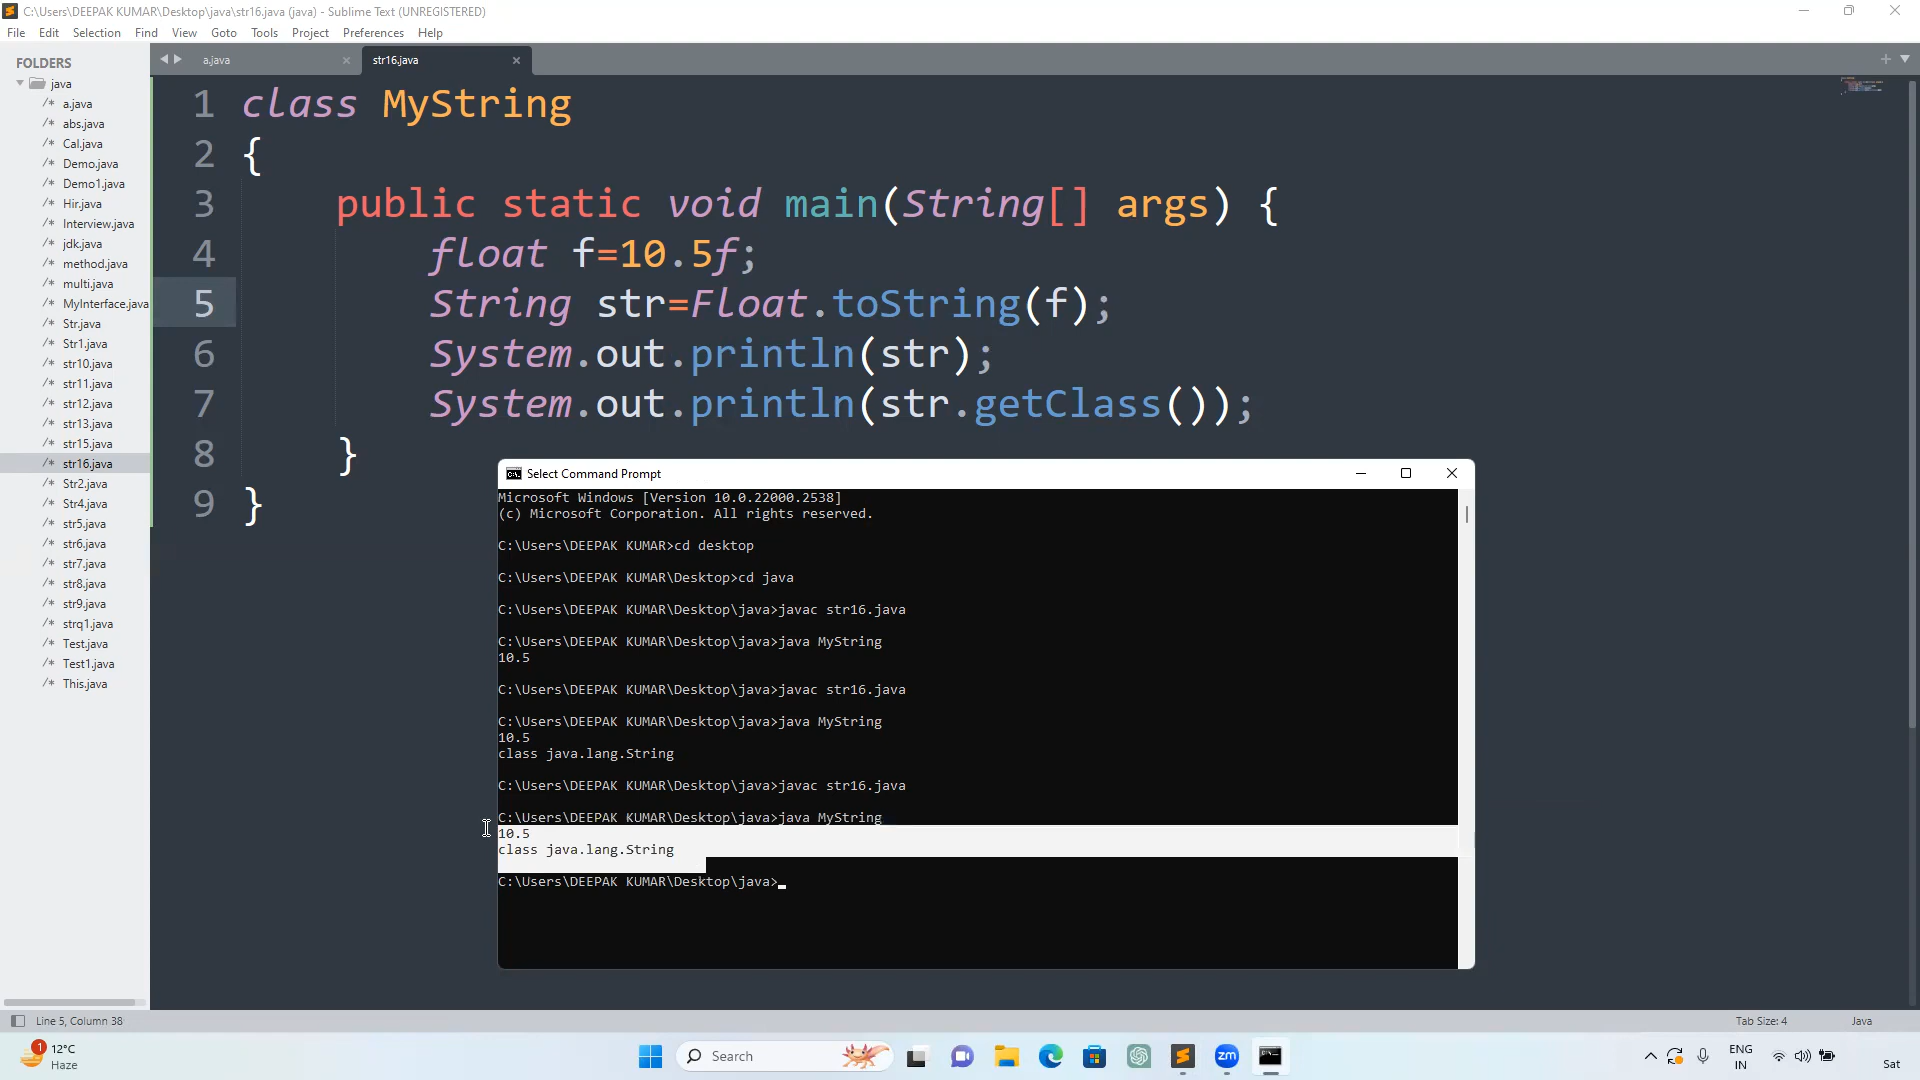 C:\Users\DEEPAK KUMAR\Desktop\java\str16.java (java) - Sublime Text (UNREGISTERED)
File Edit Selection Find View Goto Tools Project Preferences Help
FOLDERS
java
/* a.java
/* abs.java
/* Cal.java
/* Demo.java
/* Demo1.java
/* Hir.java
/* Interview.java
/* jdk.java
/* method.java
/* multi.java
/* MyInterface.java
/* Str.java
/* Str1.java
/* str10.java
/* str11.java
/* str12.java
/* str13.java
/* str15.java
/* str16.java
/* Str2.java
/* Str4.java
/* str5.java
/* str6.java
/* str7.java
/* str8.java
/* str9.java
/* strq1.java
/* Test.java
/* Test1.java
/* This.java
a.java
str16.java
1 class MyString
2 {
3 public static void main(String[] args) {
4 float f=10.5f;
5 String str=Float.toString(f);
6 System.out.println(str);
7 System.out.println(str.getClass());
8 }
9 }
Select Command Prompt
Microsoft Windows [Version 10.0.22000.2538]
(c) Microsoft Corporation. All rights reserved.
C:\Users\DEEPAK KUMAR>cd desktop
C:\Users\DEEPAK KUMAR\Desktop>cd java
C:\Users\DEEPAK KUMAR\Desktop\java>javac str16.java
C:\Users\DEEPAK KUMAR\Desktop\java>java MyString
10.5
C:\Users\DEEPAK KUMAR\Desktop\java>javac str16.java
C:\Users\DEEPAK KUMAR\Desktop\java>java MyString
10.5
class java.lang.String
C:\Users\DEEPAK KUMAR\Desktop\java>javac str16.java
C:\Users\DEEPAK KUMAR\Desktop\java>java MyString
10.5
class java.lang.String
C:\Users\DEEPAK KUMAR\Desktop\java>
Line 5, Column 38
Tab Size: 4
Java
1
12°C
Haze
Search
zm
ENG
IN
Sat